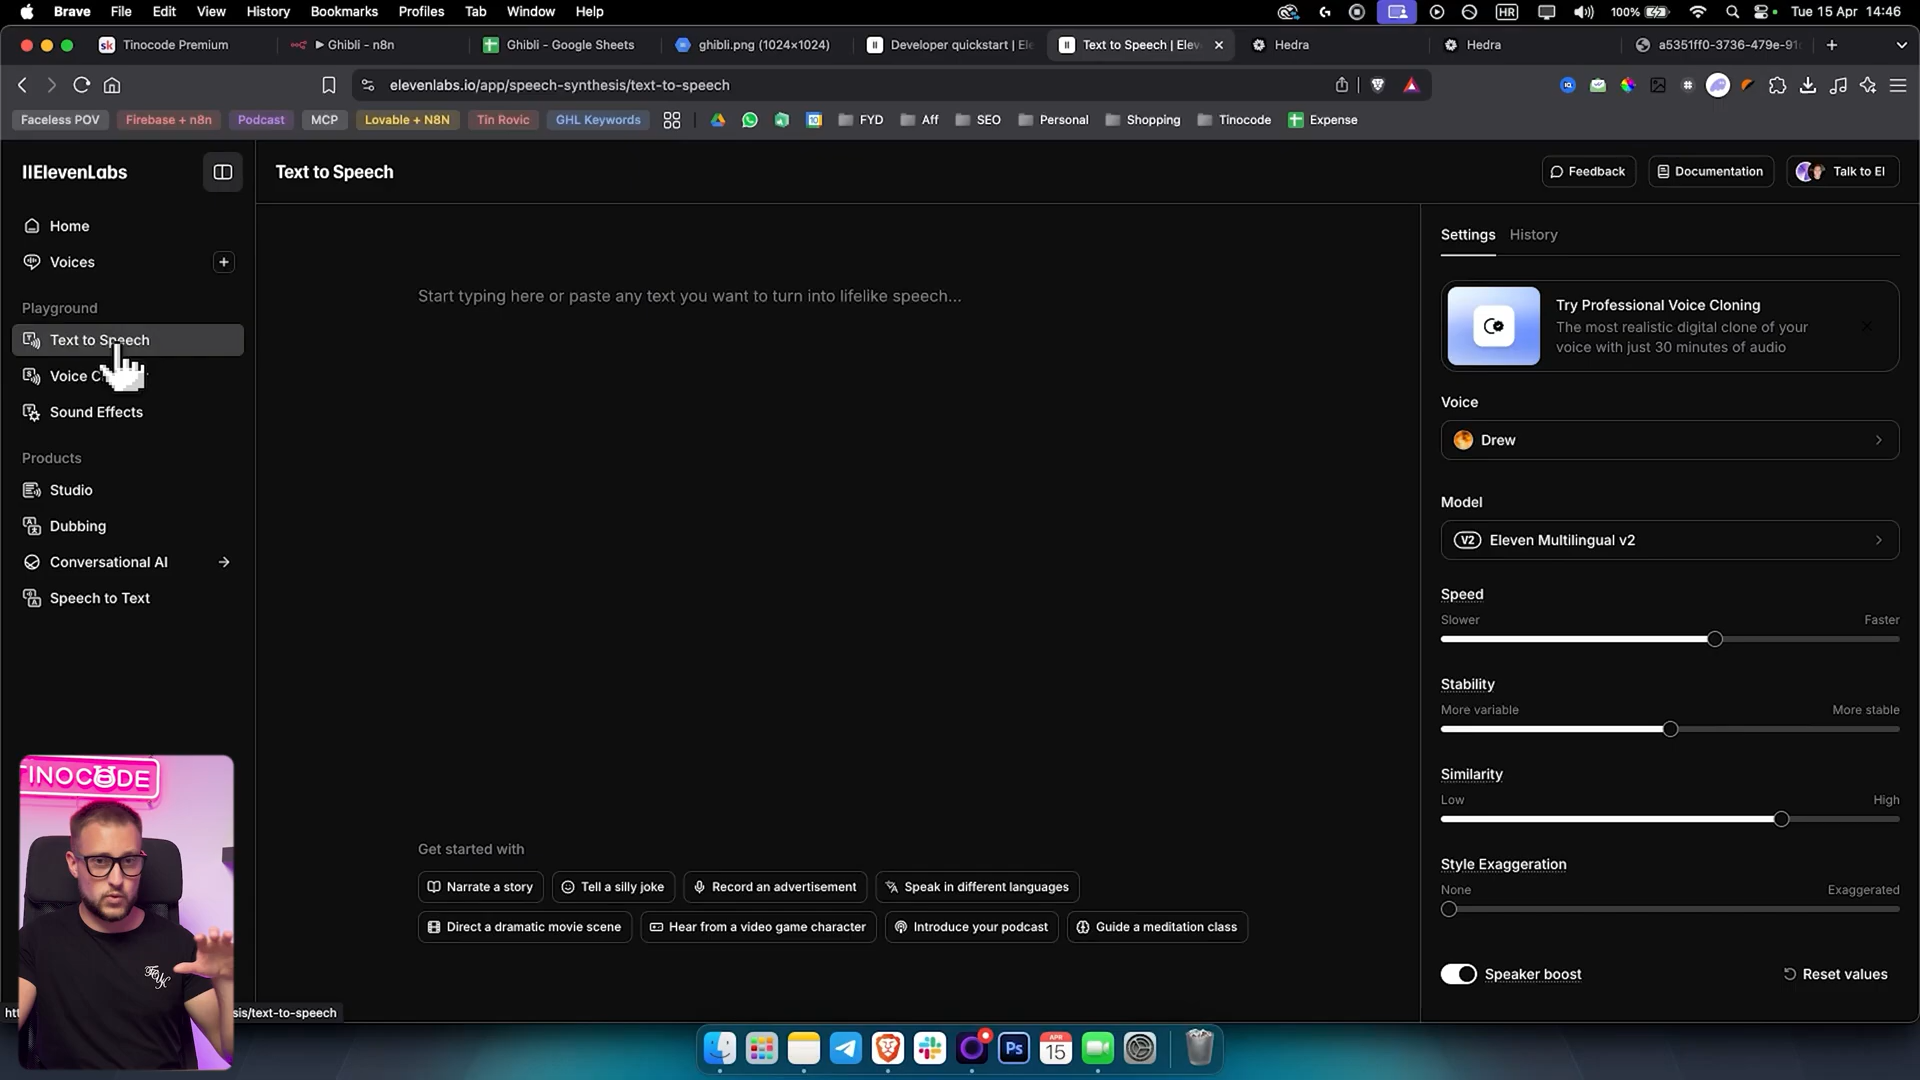 Brave File Edit View History Bookmarks Profiles Tab Window Help HR 100% Tue 15 Apr 14:46
Tinocode Premium
Ghibli - n8n
Ghibli - Google Sheets
ghibli.png (1024×1024)
Developer quickstart | Ele
Text to Speech | Elev
Hedra
Hedra
a5351ff0-3736-479e-91
elevenlabs.io/app/speech-synthesis/text-to-speech
Faceless POV Firebase + n8n Podcast MCP Lovable + N8N Tin Rovic GHL Keywords FYD Aff SEO Personal Shopping Tinocode Expense
IIElevenLabs
Home
Voices
Playground
Text to Speech
Voice C
Sound Effects
Products
Studio
Dubbing
Conversational AI
Speech to Text
Text to Speech
Feedback
Documentation
Talk to El
Start typing here or paste any text you want to turn into lifelike speech...
Get started with
Narrate a story
Tell a silly joke
Record an advertisement
Speak in different languages
Direct a dramatic movie scene
Hear from a video game character
Introduce your podcast
Guide a meditation class
Settings History
Try Professional Voice Cloning
The most realistic digital clone of your
voice with just 30 minutes of audio
Voice
Drew
Model
V2 Eleven Multilingual v2
Speed
Slower Faster
Stability
More variable More stable
Similarity
Low High
Style Exaggeration
None Exaggerated
Speaker boost
Reset values
TINOCODE
sis/text-to-speech
Ps
APR
15